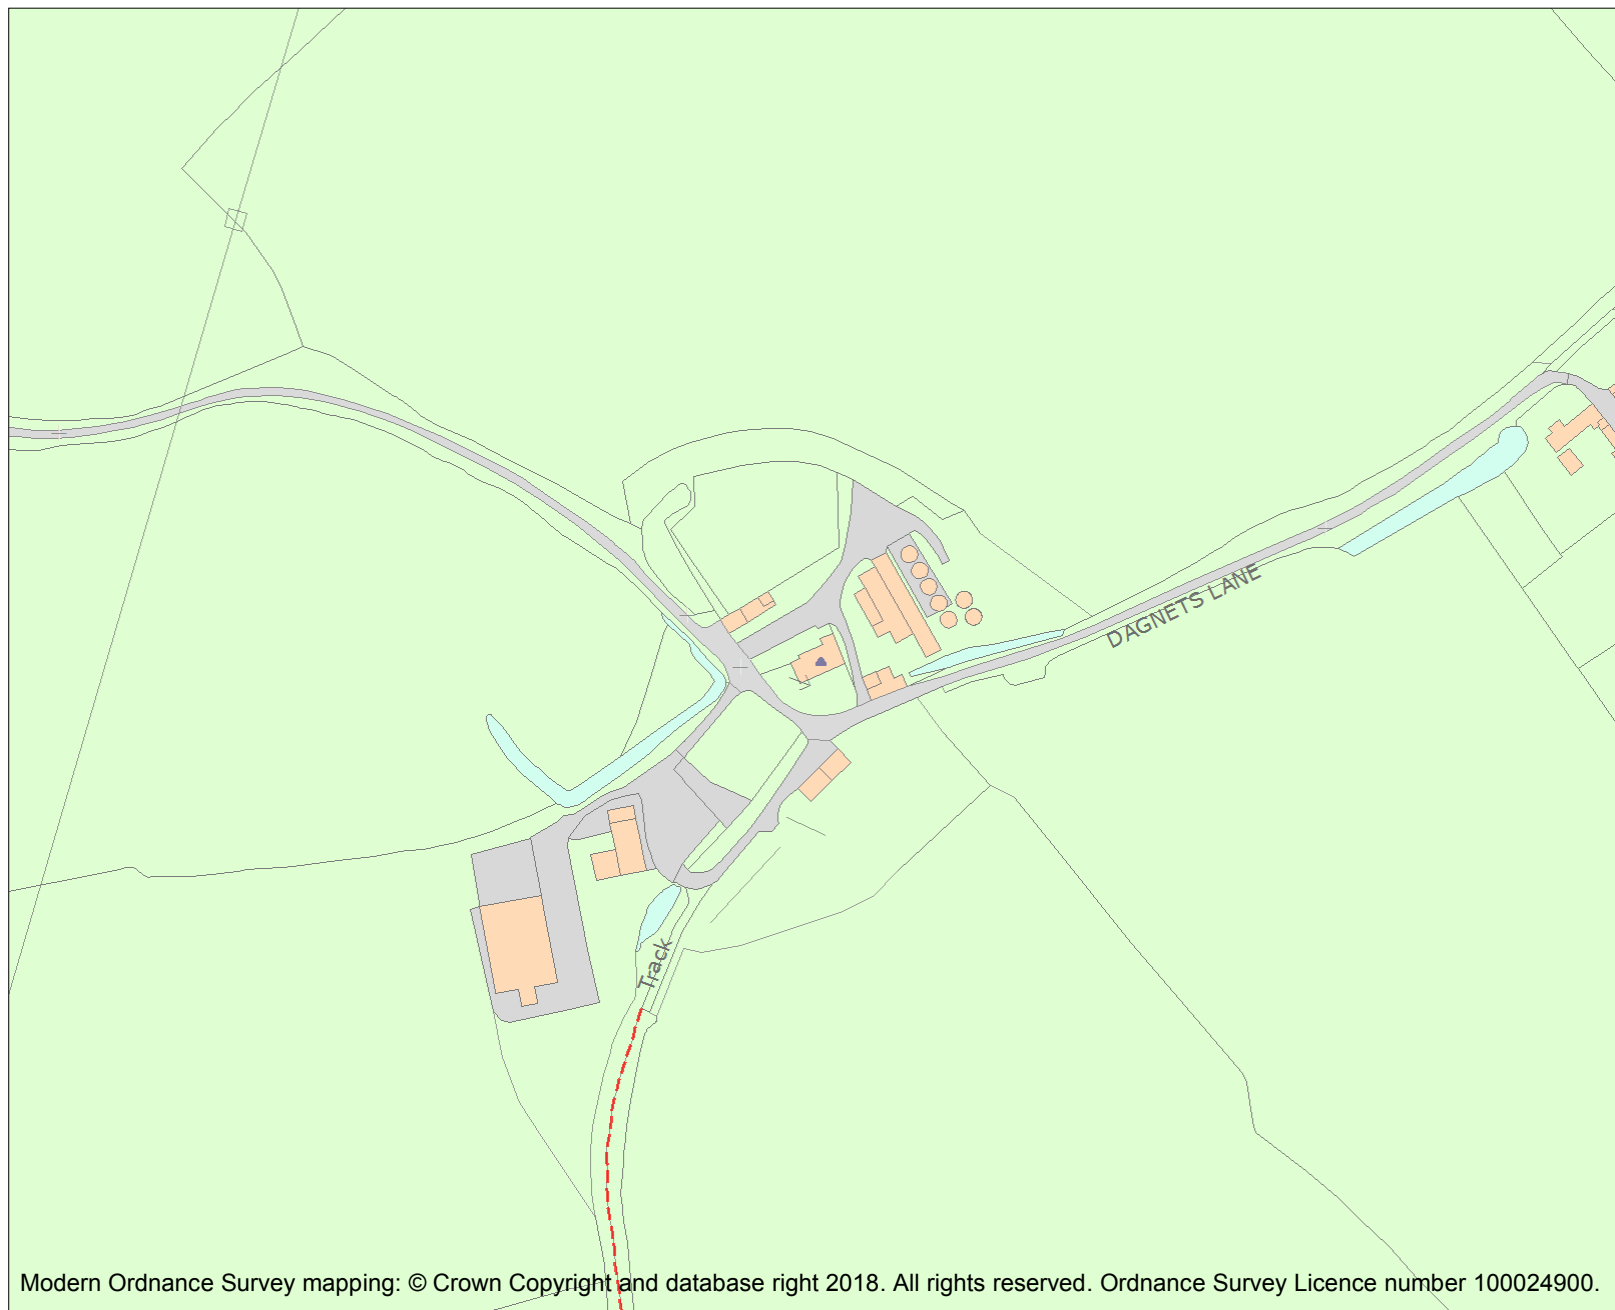 DAGNETS LANE
Track
Modern Ordnance Survey mapping: © Crown Copyright and database right 2018. All rights reserved. Ordnance Survey Licence number 100024900.